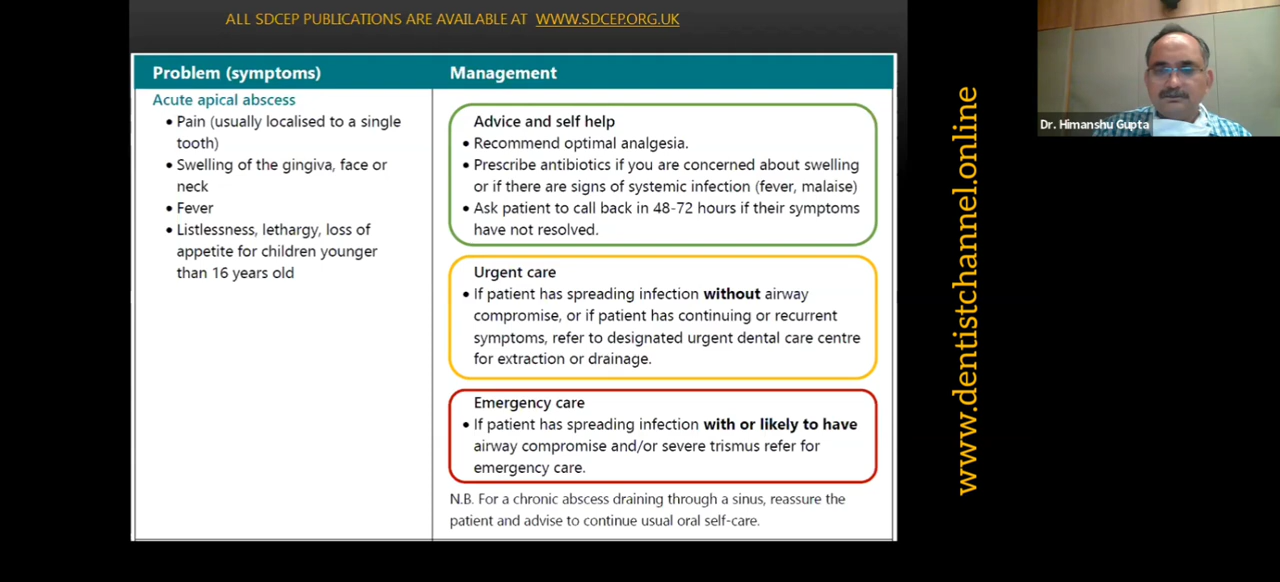 ALL SDCEP PUBLICATIONS ARE AVAILABLE AT WWW.SDCEP.ORG.UK
Problem (symptoms)
Management
Acute apical abscess
• Pain (usually localised to a single
tooth)
• Swelling of the gingiva, face or
neck
• Fever
• Listlessness, lethargy, loss of
appetite for children younger
than 16 years old
Advice and self help
• Recommend optimal analgesia.
• Prescribe antibiotics if you are concerned about swelling
or if there are signs of systemic infection (fever, malaise)
• Ask patient to call back in 48-72 hours if their symptoms
have not resolved.
Urgent care
• If patient has spreading infection without airway
compromise, or if patient has continuing or recurrent
symptoms, refer to designated urgent dental care centre
for extraction or drainage.
Emergency care
• If patient has spreading infection with or likely to have
airway compromise and/or severe trismus refer for
emergency care.
N.B. For a chronic abscess draining through a sinus, reassure the
patient and advise to continue usual oral self-care.
www.dentistchannel.online
Dr. Himanshu Gupta